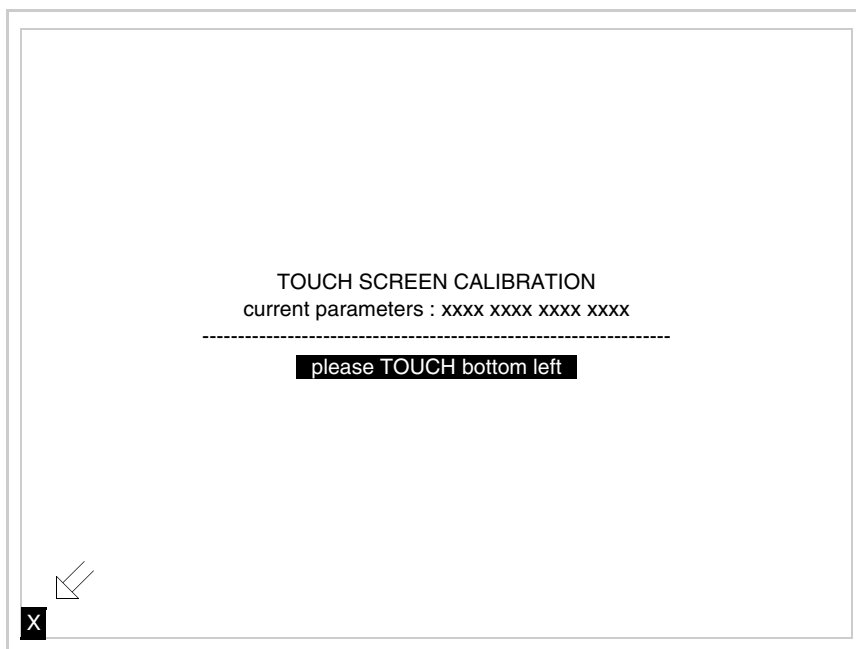 TOUCH SCREEN CALIBRATION
current parameters : xxxx xxxx xxxx xxxx
------------------------------------------------------------------
please TOUCH bottom left
X